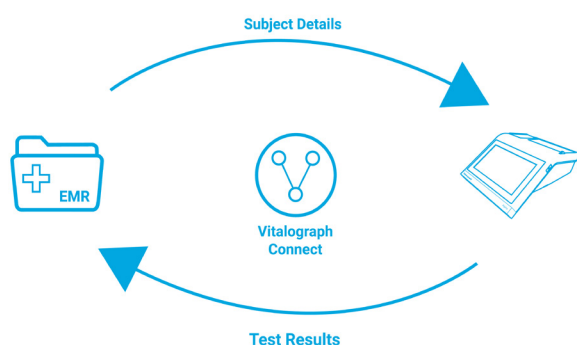 Subject Details
EMR
Vitalograph
Connect
Test Results